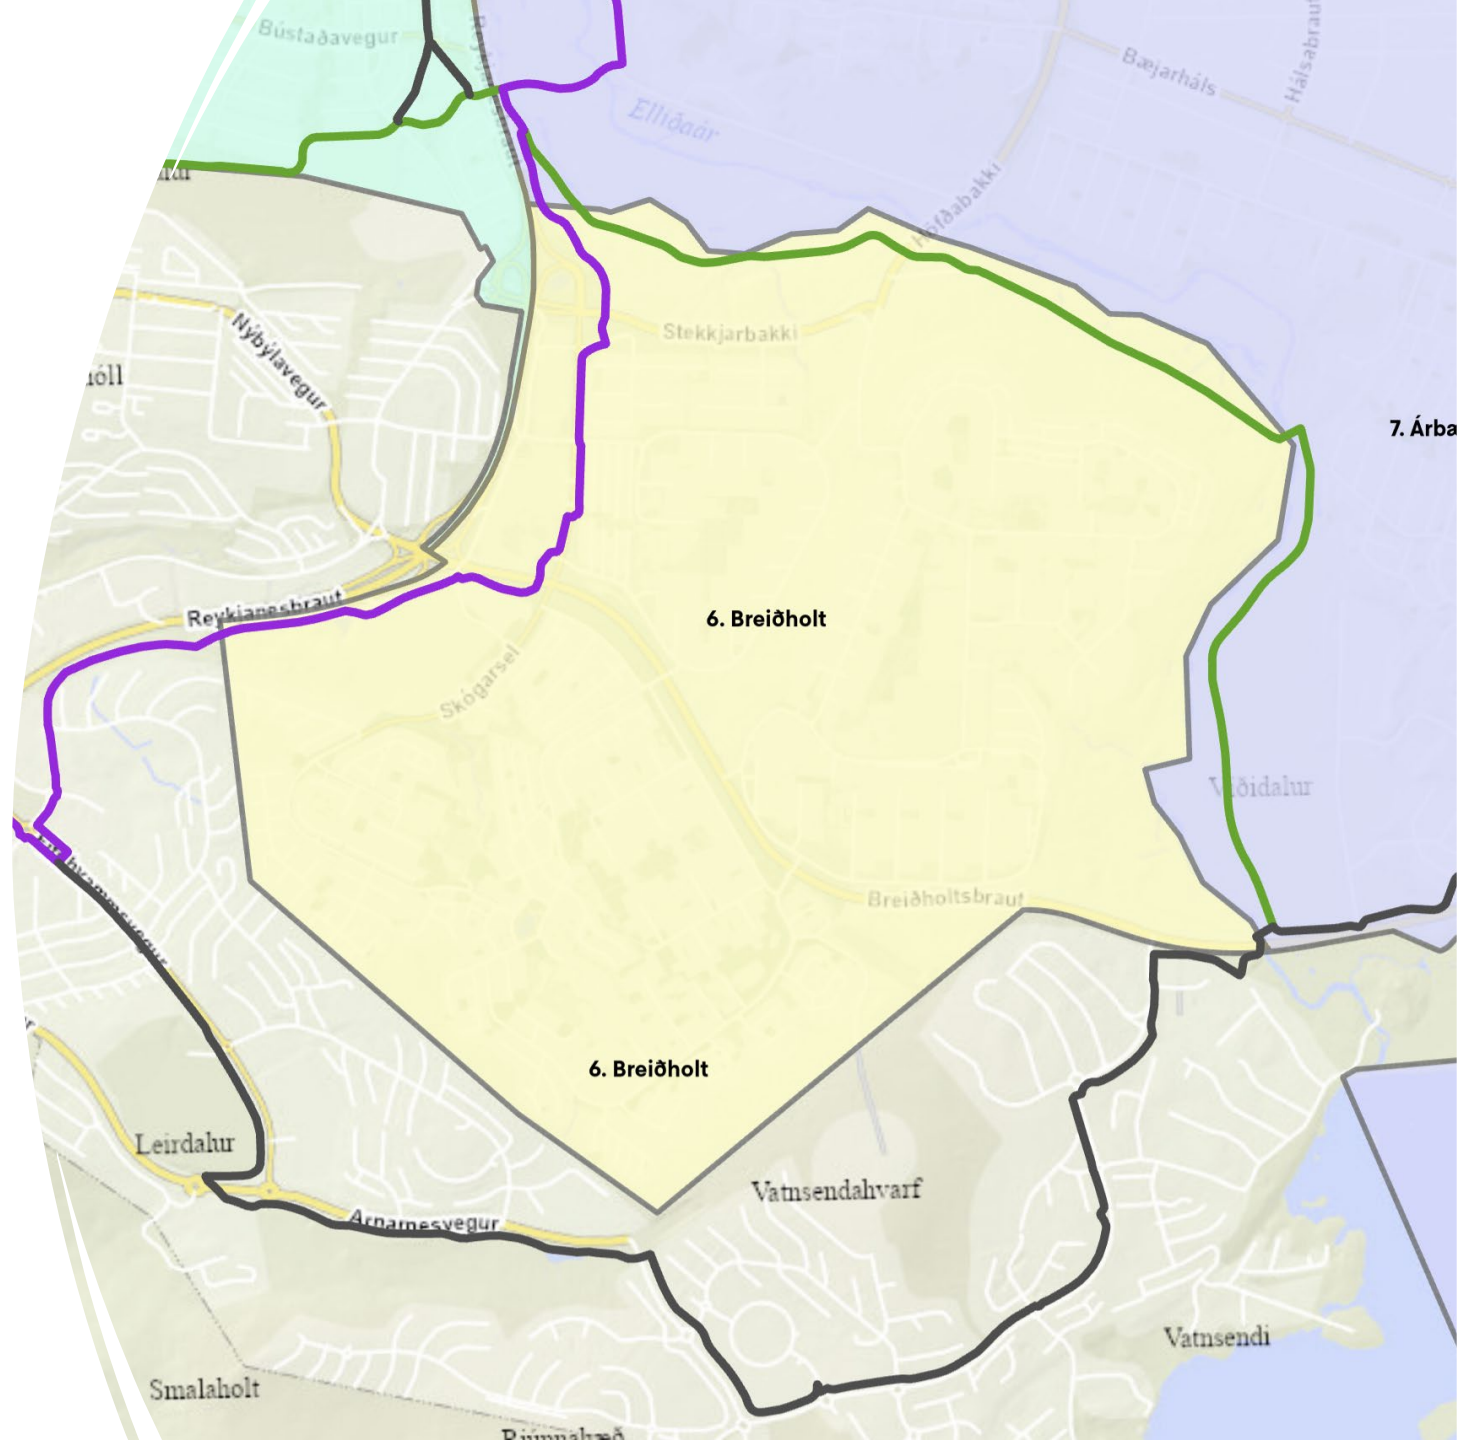 Bústaðavegur
Bæjarháls
Hálsabraut
Elliðaár
Höfðabakki
Nýbýlavegur
Stekkjarbakki
7. Árba
Reykjanesbraut
6. Breiðholt
Skógarsel
Víðidalur
Breiðholtsbraut
6. Breiðholt
Leirdalur
Vatnsendahvarf
Arnarnesvegur
Vatnsendi
Smalaholt